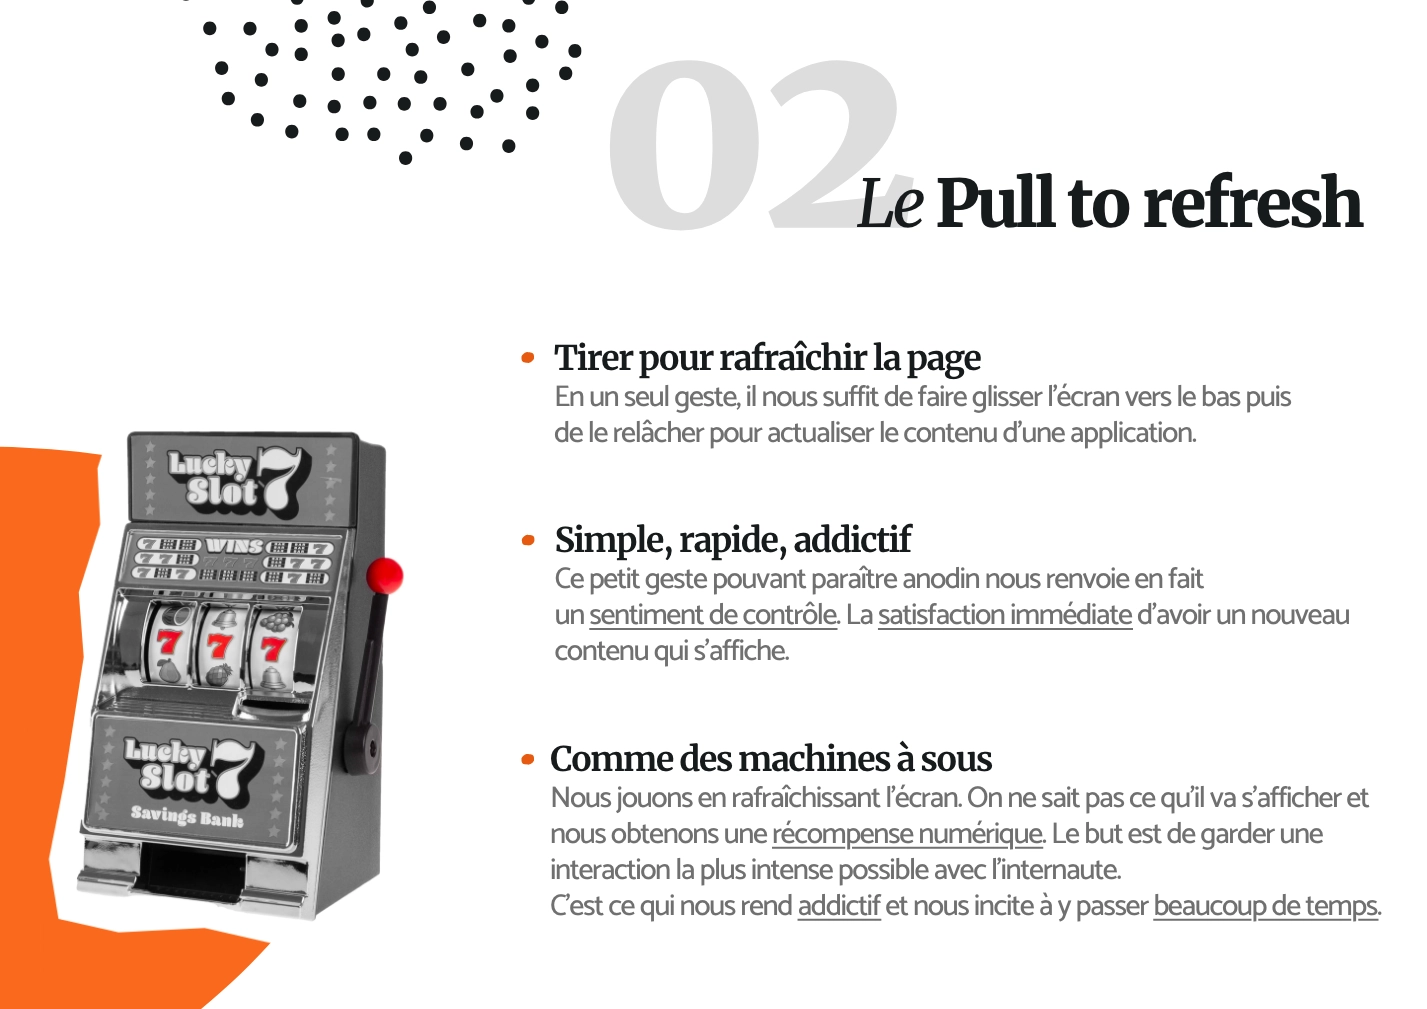 02
Le Pull to refresh
Tirer pour rafraîchir la page
En un seul geste, il nous suffit de faire glisser l'écran vers le bas puis
de le relâcher pour actualiser le contenu d'une application.
Simple, rapide, addictif
Ce petit geste pouvant paraître anodin nous renvoie en fait
un sentiment de contrôle. La satisfaction immédiate d'avoir un nouveau
contenu qui s'affiche.
Comme des machines à sous
Nous jouons en rafraîchissant l'écran. On ne sait pas ce qu'il va s'afficher et
nous obtenons une récompense numérique. Le but est de garder une
interaction la plus intense possible avec l'internaute.
C'est ce qui nous rend addictif et nous incite à y passer beaucoup de temps.
Lucky
Slot 7
WINS
7 7 7
Lucky
Slot 7
Savings Bank